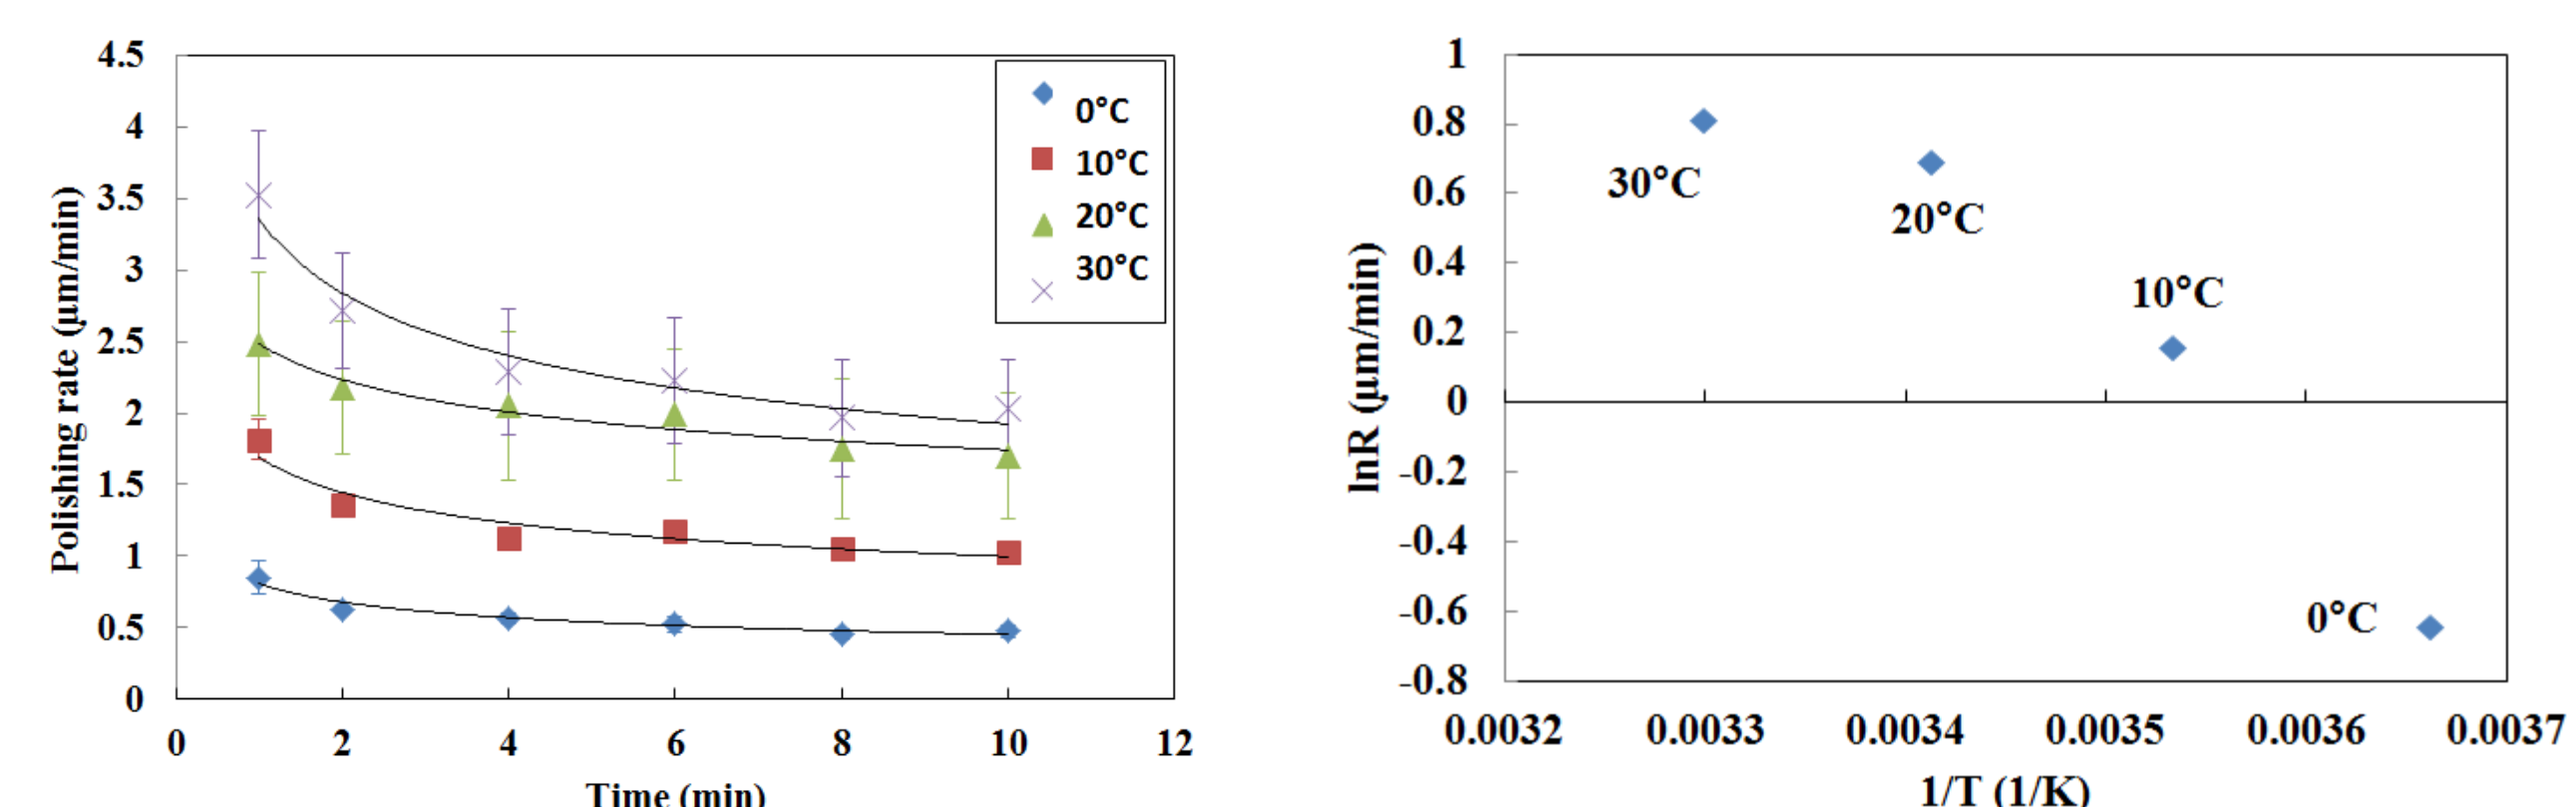 4.5
4
3.5
3
2.5
2
1.5
1
0.5
0
Polishing rate (μm/min)
0°C
10°C
20°C
30°C
0 2 4 6 8 10 12
Time (min)
1
0.8
0.6
0.4
0.2
0
-0.2
-0.4
-0.6
-0.8
lnR (μm/min)
30°C
20°C
10°C
0°C
0.0032 0.0033 0.0034 0.0035 0.0036 0.0037
1/T (1/K)